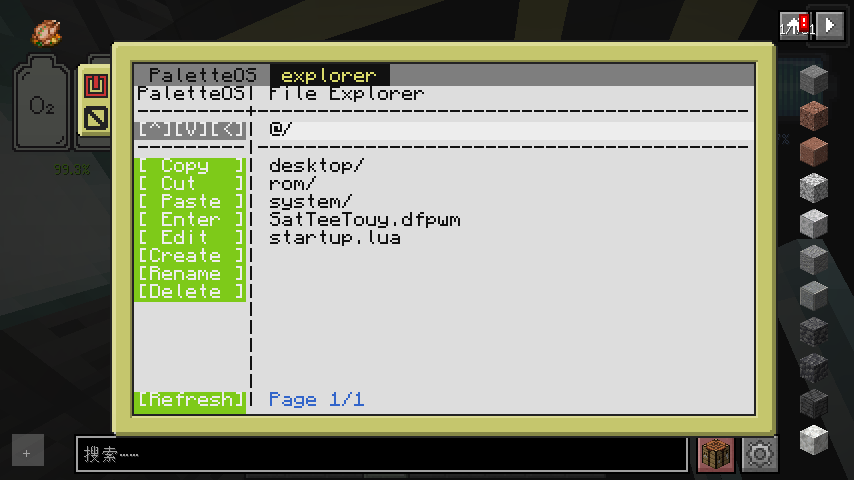 PaletteOS explorer
PaletteOS| File Explorer
[^][V][<] @/
[ Copy ] desktop/
[ Cut ] rom/
[ Paste ] system/
[ Enter ] SatTeeTouy.dfpwm
[ Edit ] startup.lua
[Create ]
[Rename ]
[Delete ]
[Refresh] Page 1/1
O₂
99.9%
搜索……
+